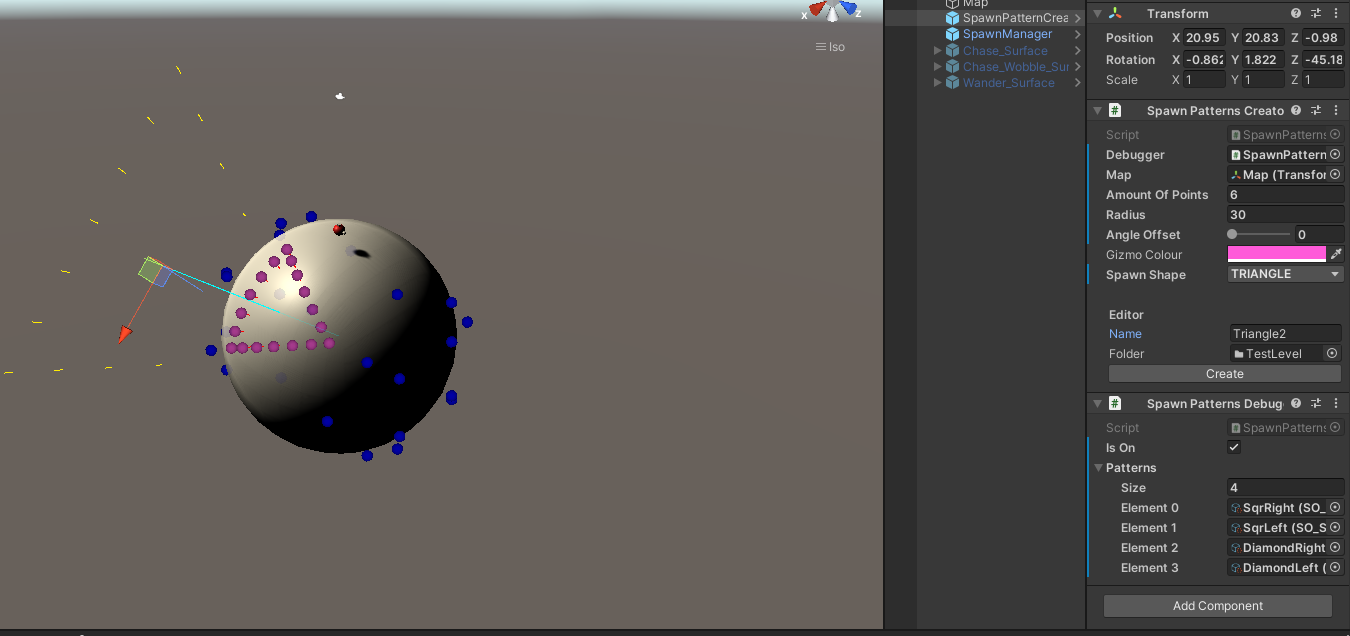 x
z
Iso
Map
SpawnPatternCrea
SpawnManager
Chase_Surface
Chase_Wobble_Sur
Wander_Surface
Transform
Position X 20.95 Y 20.83 Z -0.98
Rotation X -0.862 Y 1.822 Z -45.18
Scale X 1 Y 1 Z 1
# Spawn Patterns Creato
Script SpawnPatterns
Debugger SpawnPattern
Map Map (Transfor
Amount Of Points 6
Radius 30
Angle Offset 0
Gizmo Colour
Spawn Shape TRIANGLE
Editor
Name Triangle2
Folder TestLevel
Create
# Spawn Patterns Debug
Script SpawnPatterns
Is On
Patterns
Size 4
Element 0 SqrRight (SO_
Element 1 SqrLeft (SO_S
Element 2 DiamondRight
Element 3 DiamondLeft (
Add Component